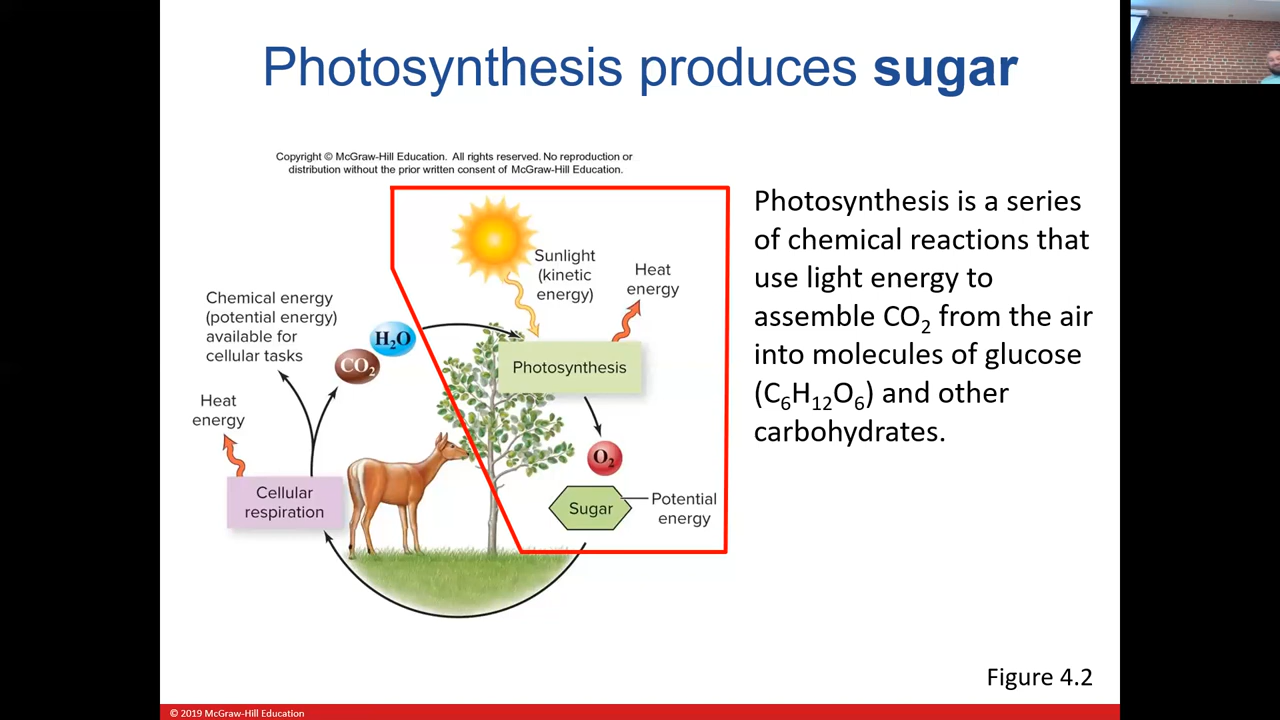 Photosynthesis produces sugar
Copyright © McGraw-Hill Education. All rights reserved. No reproduction or
distribution without the prior written consent of McGraw-Hill Education.
Sunlight
(kinetic
energy)
Heat
energy
Chemical energy
(potential energy)
available for
cellular tasks
H₂O
CO₂
Photosynthesis
Heat
energy
O₂
Cellular
respiration
Sugar
Potential
energy
Photosynthesis is a series
of chemical reactions that
use light energy to
assemble CO₂ from the air
into molecules of glucose
(C₆H₁₂O₆) and other
carbohydrates.
Figure 4.2
© 2019 McGraw-Hill Education